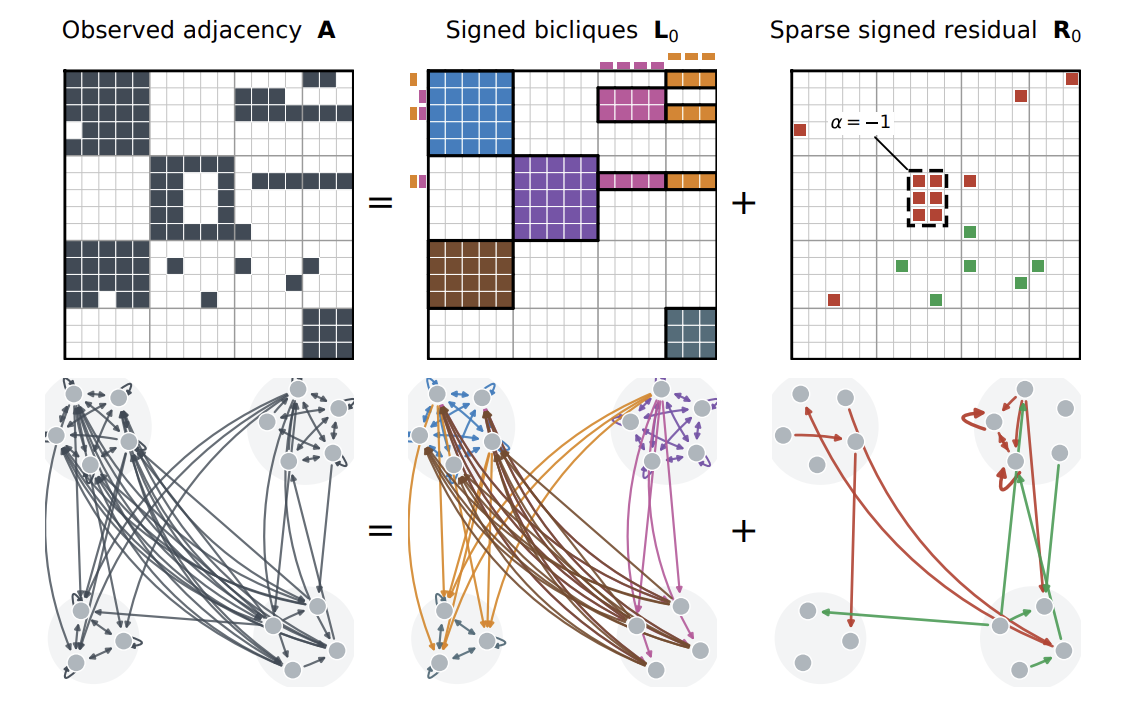 Observed adjacency A
Signed bicliques L₀
Sparse signed residual R₀
α = −1
= +
= +